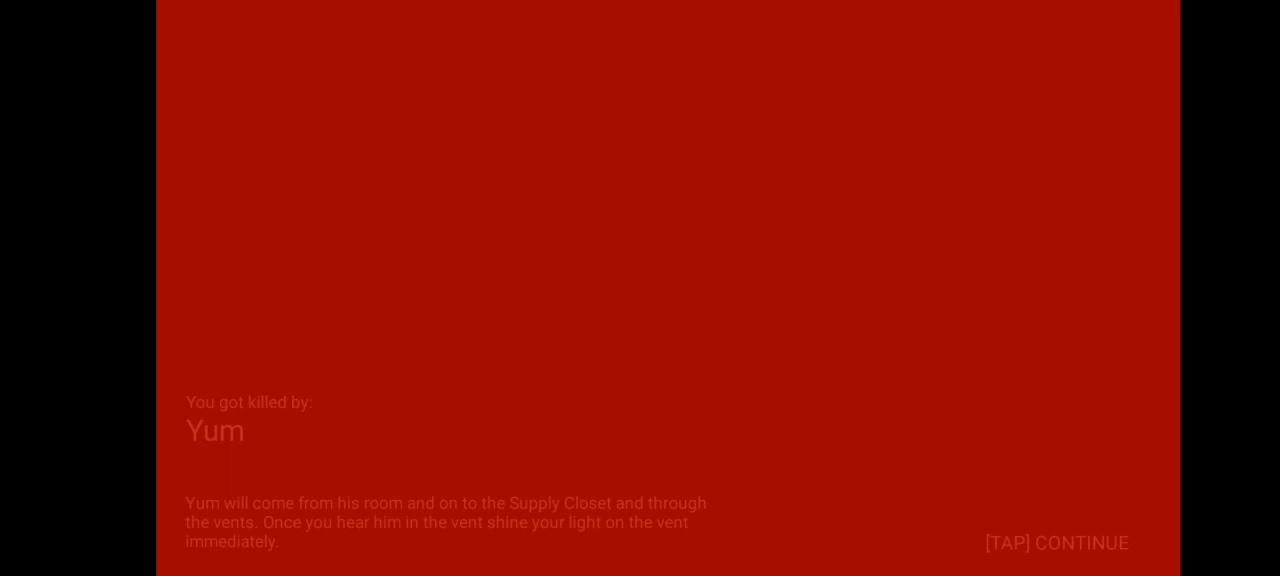 You got killed by:
Yum
Yum will come from his room and on to the Supply Closet and through
the vents. Once you hear him in the vent shine your light on the vent
immediately.
[TAP] CONTINUE